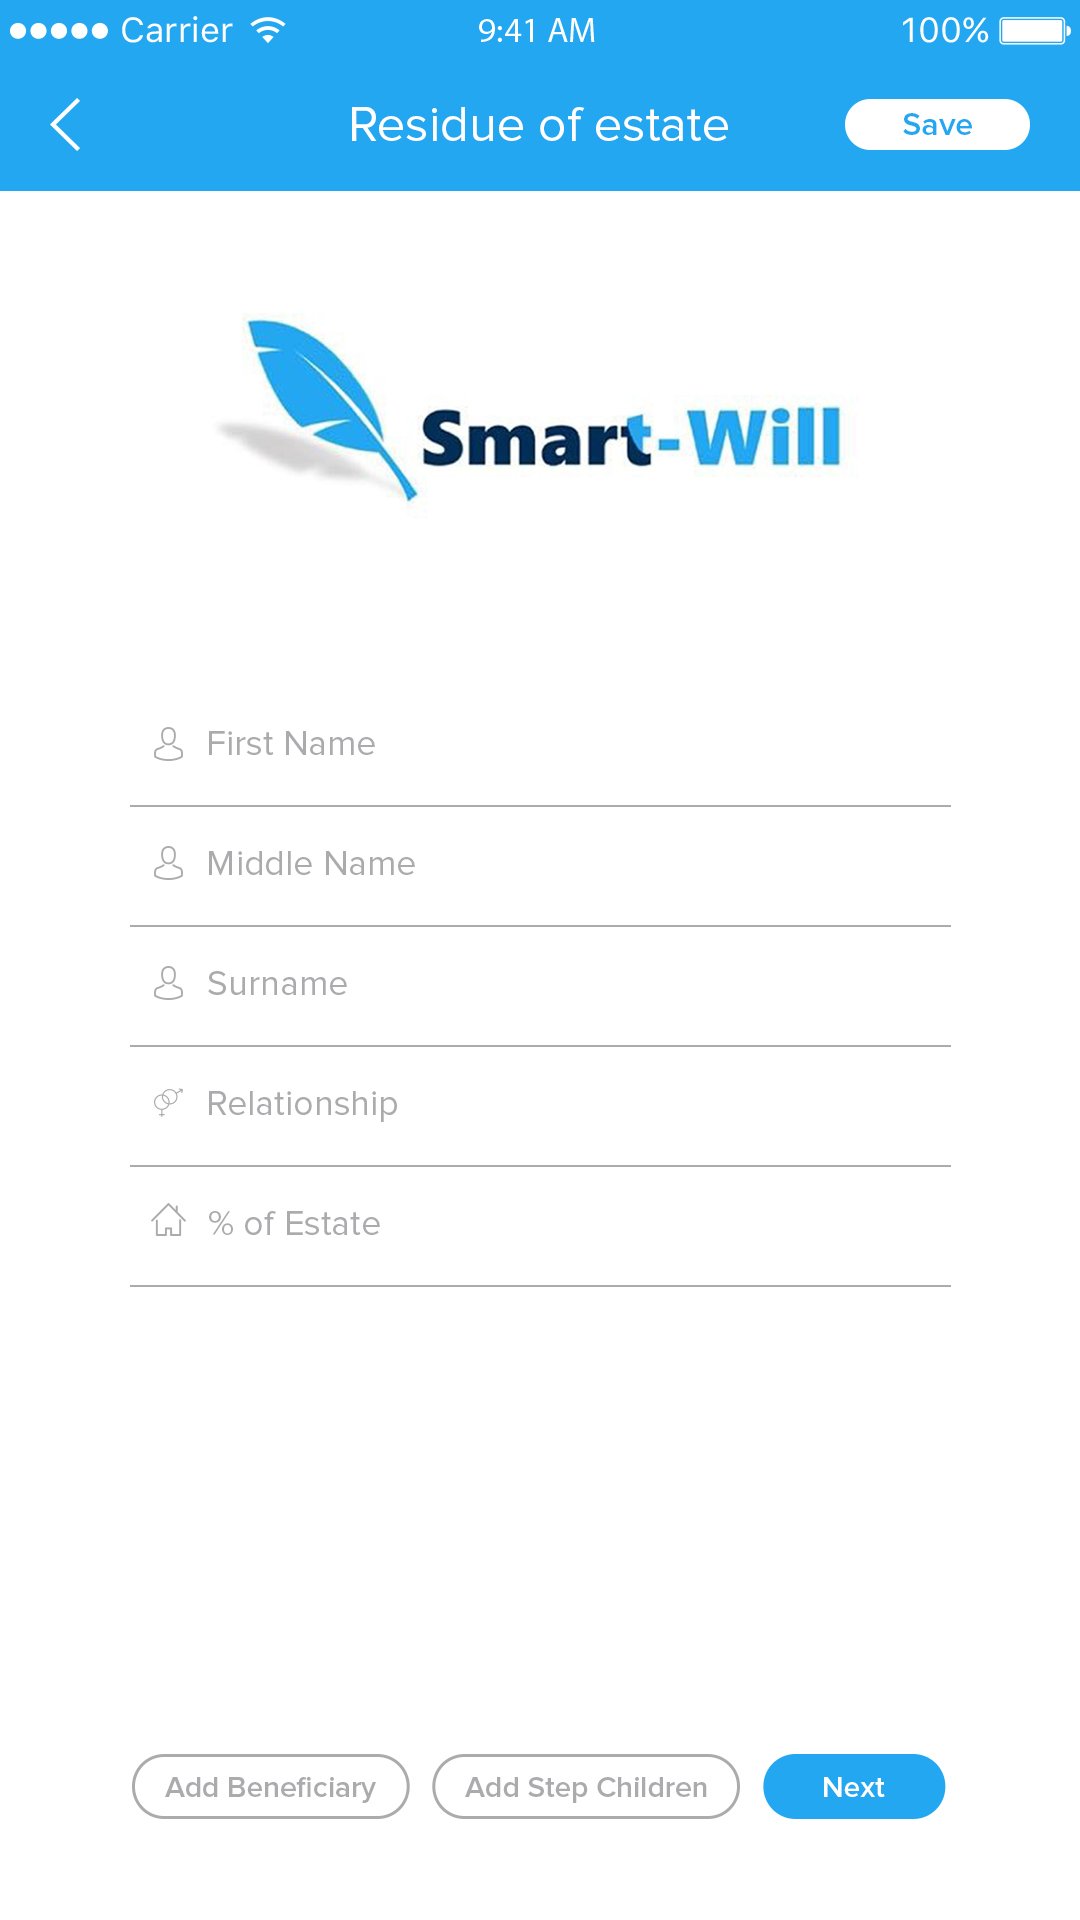 Carrier 9:41 AM 100%
Residue of estate Save
Smart-Will
First Name
Middle Name
Surname
Relationship
% of Estate
Add Beneficiary Add Step Children Next